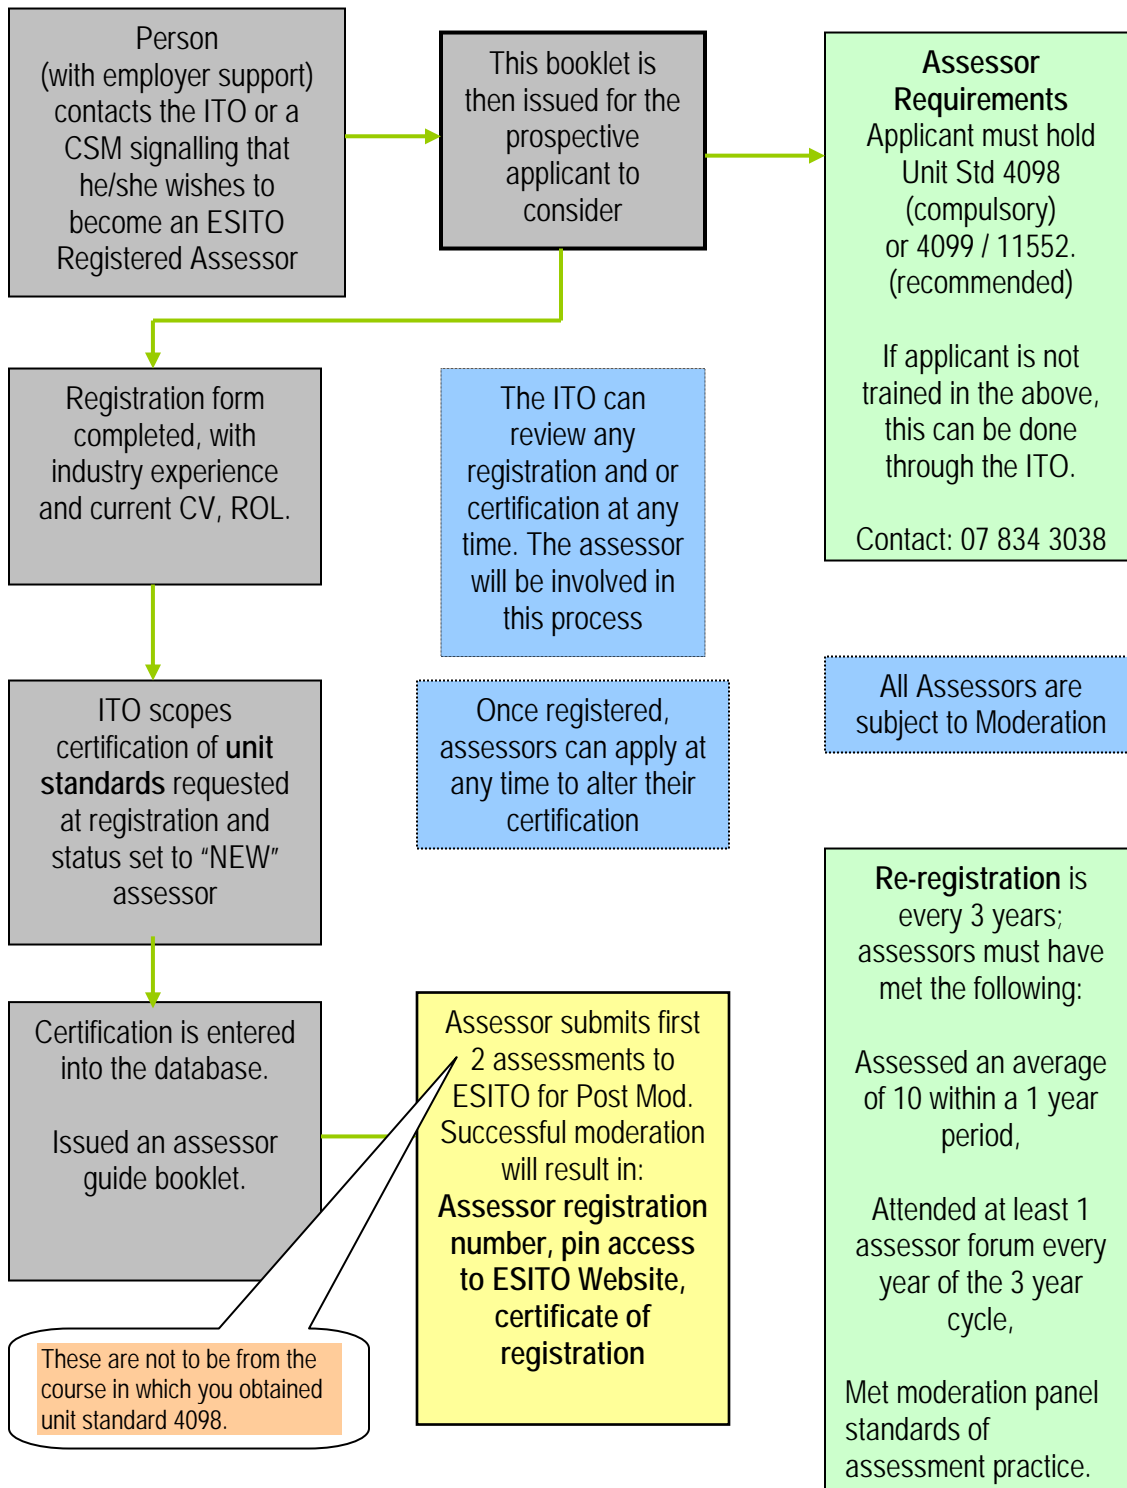 Person
(with employer support)
contacts the ITO or a
CSM signalling that
he/she wishes to
become an ESITO
Registered Assessor
This booklet is
then issued for the
prospective
applicant to
consider
Assessor
Requirements
Applicant must hold
Unit Std 4098
(compulsory)
or 4099 / 11552.
(recommended)
If applicant is not
trained in the above,
this can be done
through the ITO.
Contact: 07 834 3038
Registration form
completed, with
industry experience
and current CV, ROL.
The ITO can
review any
registration and or
certification at any
time. The assessor
will be involved in
this process
ITO scopes
certification of unit
standards requested
at registration and
status set to “NEW”
assessor
Once registered,
assessors can apply at
any time to alter their
certification
All Assessors are
subject to Moderation
Certification is entered
into the database.
Issued an assessor
guide booklet.
Assessor submits first
2 assessments to
ESITO for Post Mod.
Successful moderation
will result in:
Assessor registration
number, pin access
to ESITO Website,
certificate of
registration
These are not to be from the
course in which you obtained
unit standard 4098.
Re-registration is
every 3 years;
assessors must have
met the following:
Assessed an average
of 10 within a 1 year
period,
Attended at least 1
assessor forum every
year of the 3 year
cycle,
Met moderation panel
standards of
assessment practice.